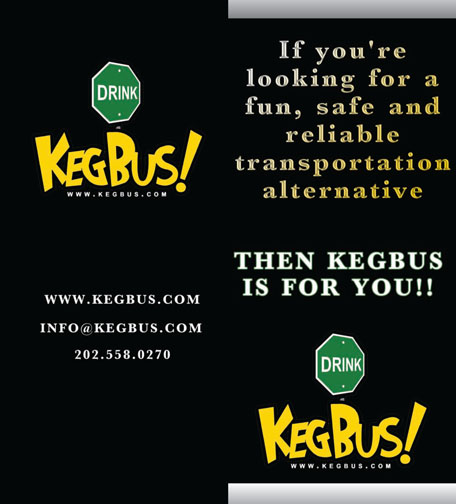 DRINK
KEGBUS!
WWW.KEGBUS.COM
WWW.KEGBUS.COM
INFO@KEGBUS.COM
202.558.0270
If you're
looking for a
fun, safe and
reliable
transportation
alternative
THEN KEGBUS
IS FOR YOU!!
DRINK
KEGBUS!
WWW.KEGBUS.COM